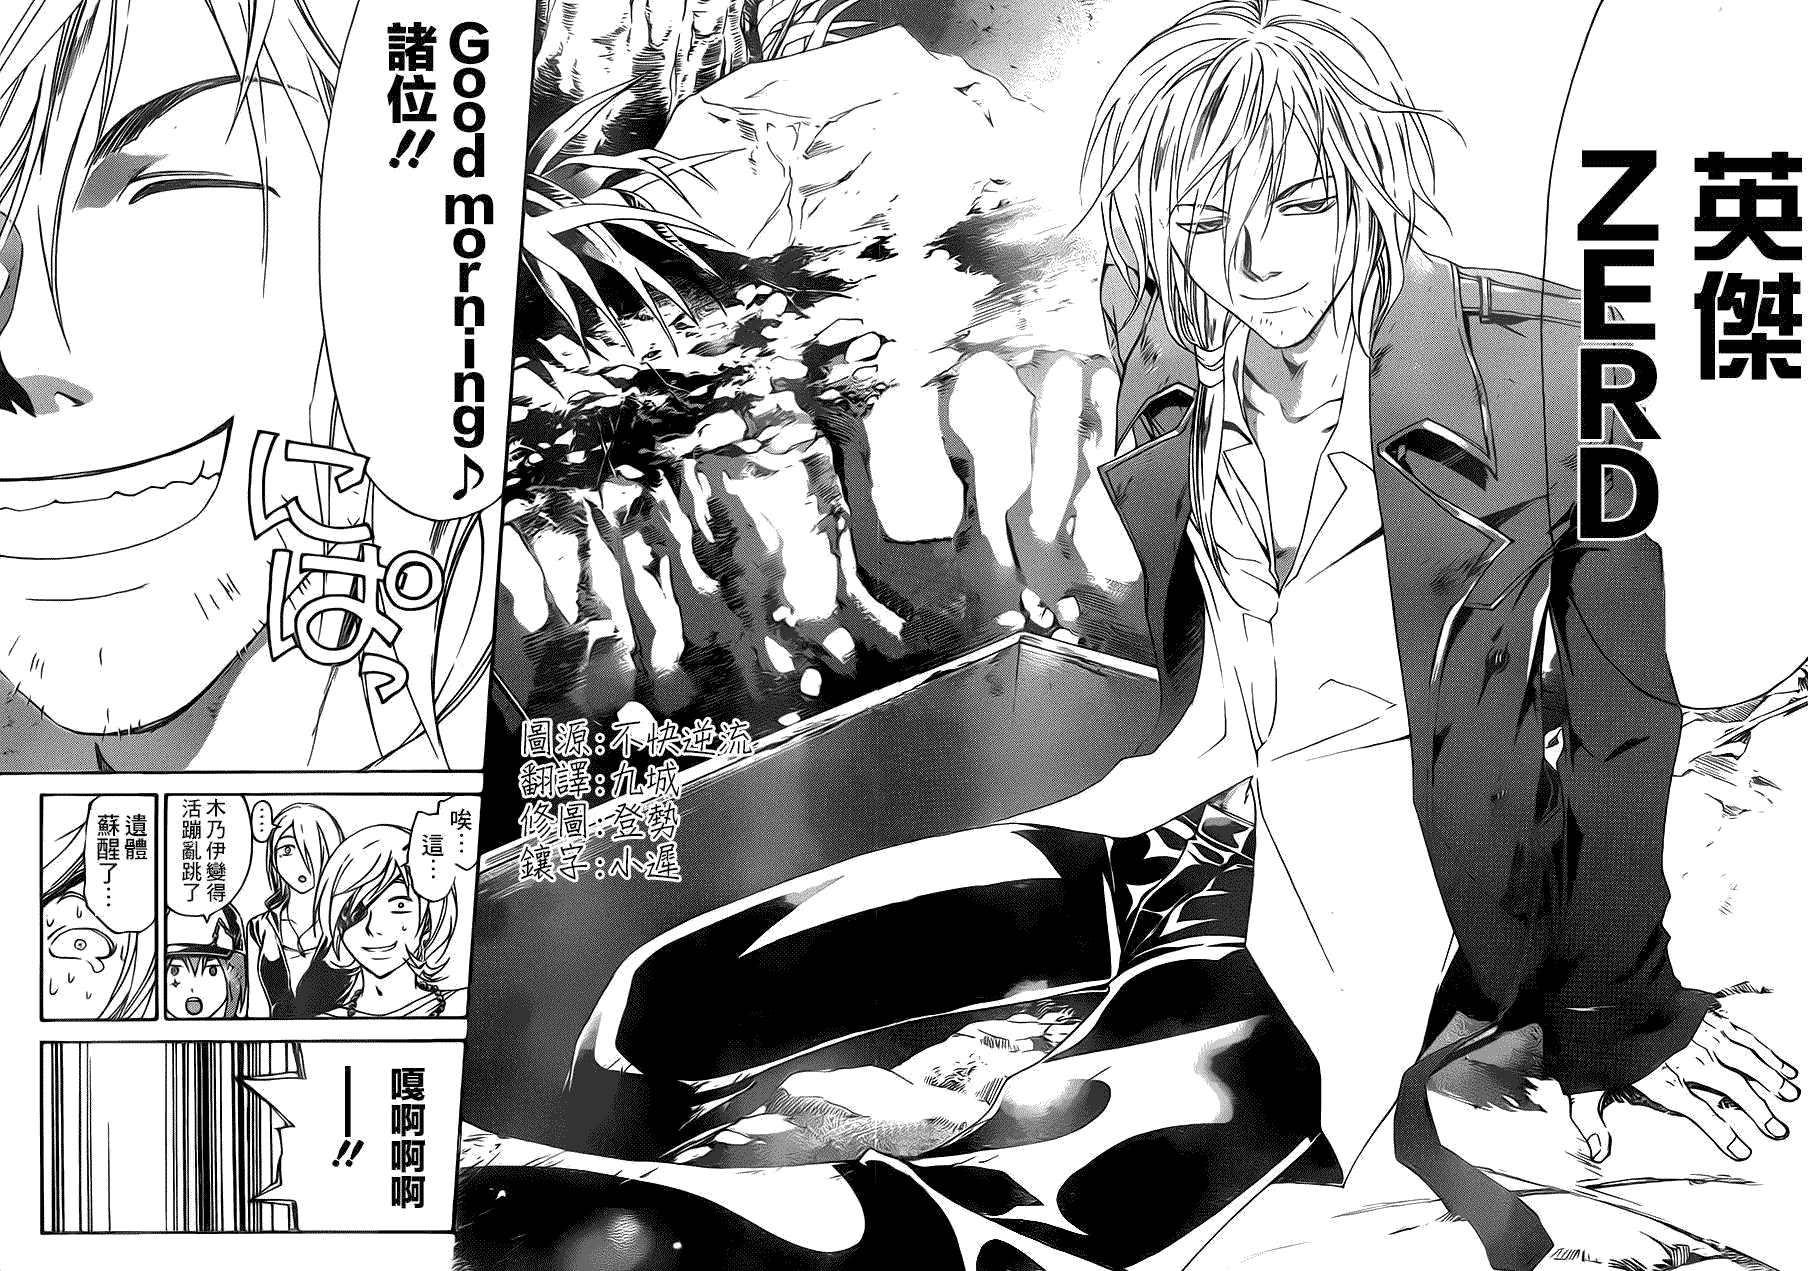 英傑
ZERD
Good morning♪
諸位!!
にぱっ
圖源:不快逆流
翻譯:九城
修圖:登勢
鑲字:小遲
唉…
這…
……
木乃伊變得
活蹦亂跳了
遺體
蘇醒了…
嘎啊啊啊
——!!